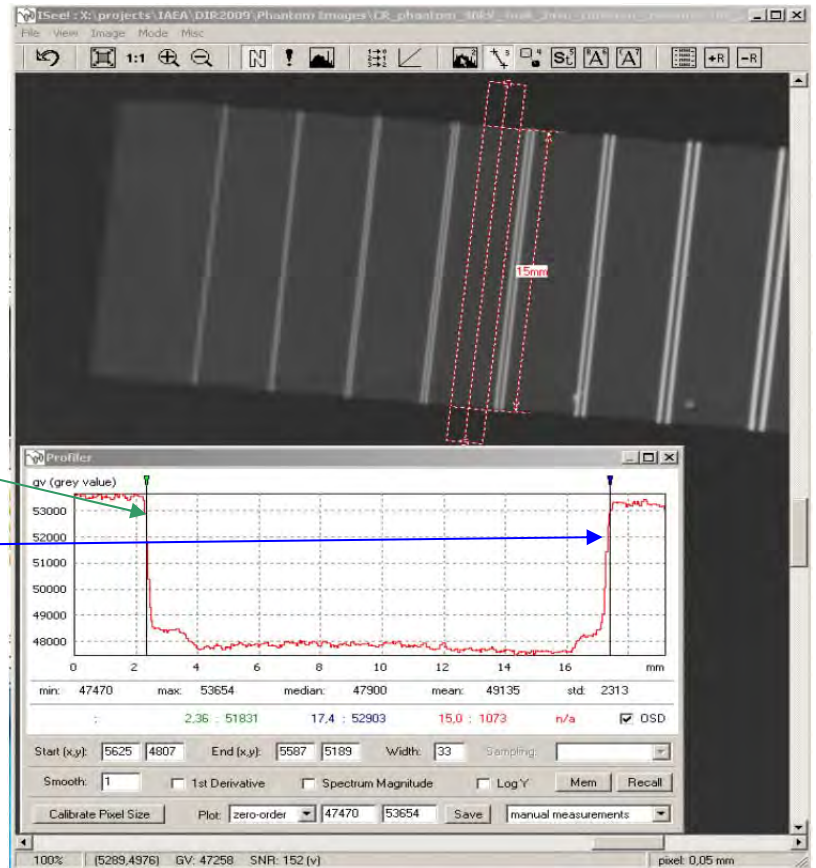 ISee! : X:\projects\IAEA\DIR2009\Phantom Images\CR_phantom
File View Image Mode Misc
1:1 N ! St A A +R -R
15mm
Profiler
gv (grey value)
53000
52000
51000
50000
49000
48000
0 2 4 6 8 10 12 14 16 mm
min: 47470 max: 53654 median: 47900 mean: 49135 std: 2313
: 2,36 : 51831 17,4 : 52903 15,0 : 1073 n/a OSD
Start (x,y): 5625 4807 End (x,y): 5587 5189 Width: 33 Sampling:
Smooth: 1 1st Derivative Spectrum Magnitude Log Y Mem Recall
Calibrate Pixel Size Plot: zero-order 47470 53654 Save manual measurements
100% (5289,4976) GV: 47258 SNR: 152 (v) pixel: 0,05 mm